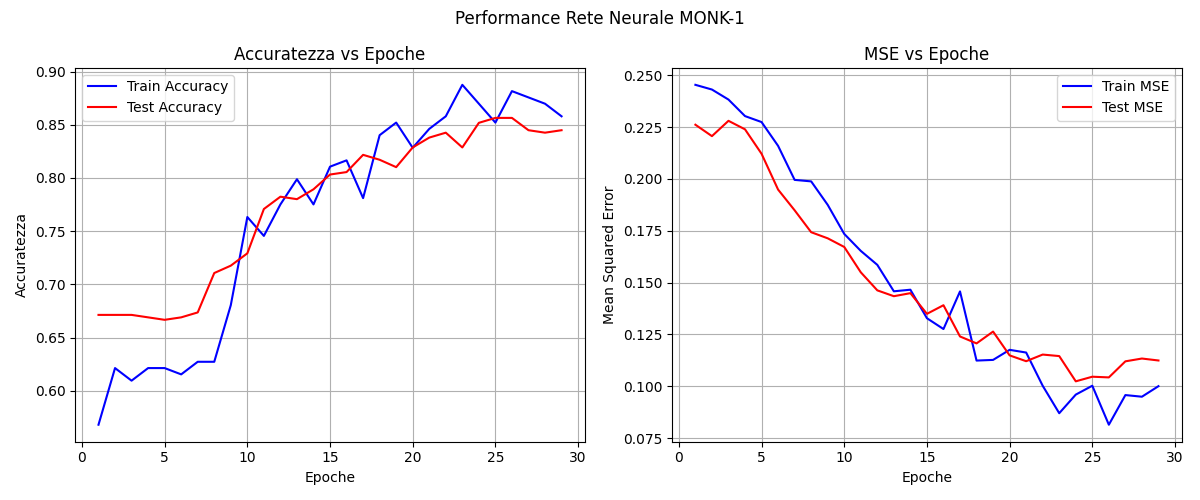 Performance Rete Neurale MONK-1
Accuratezza vs Epoche
0.90
0.85
0.80
0.75
0.70
0.65
0.60
Accuratezza
Train Accuracy
Test Accuracy
0 5 10 15 20 25 30
Epoche
MSE vs Epoche
0.250
0.225
0.200
0.175
0.150
0.125
0.100
0.075
Mean Squared Error
Train MSE
Test MSE
0 5 10 15 20 25 30
Epoche